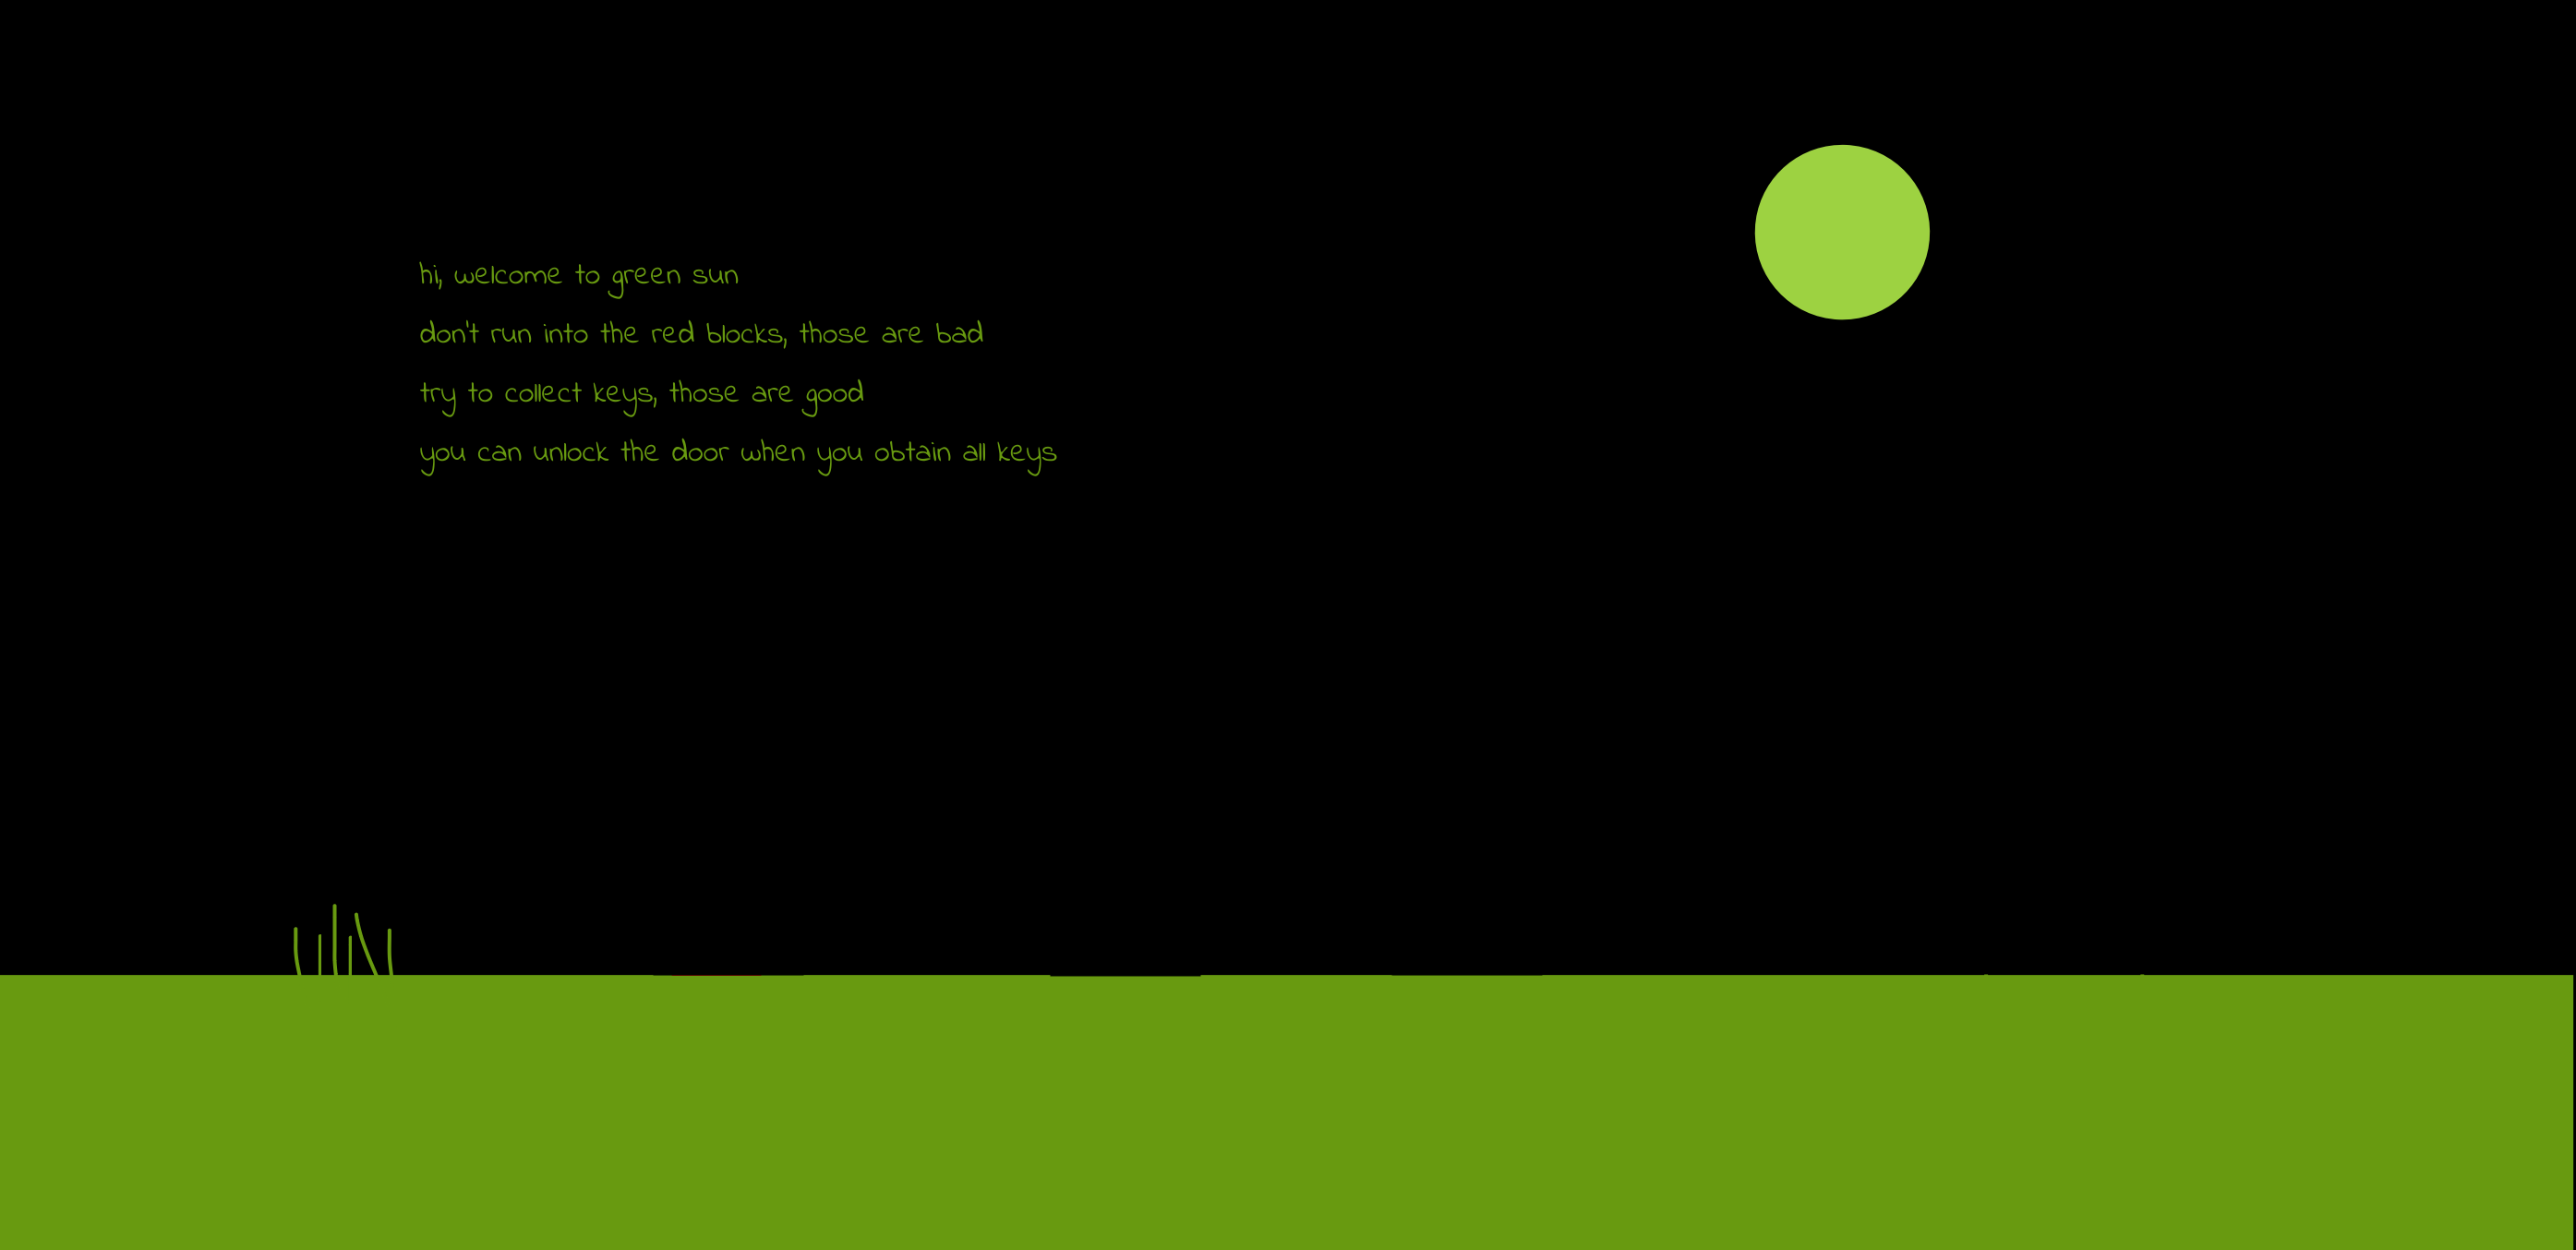 hi, welcome to green sun
don't run into the red blocks, those are bad
try to collect keys, those are good
you can unlock the door when you obtain all keys